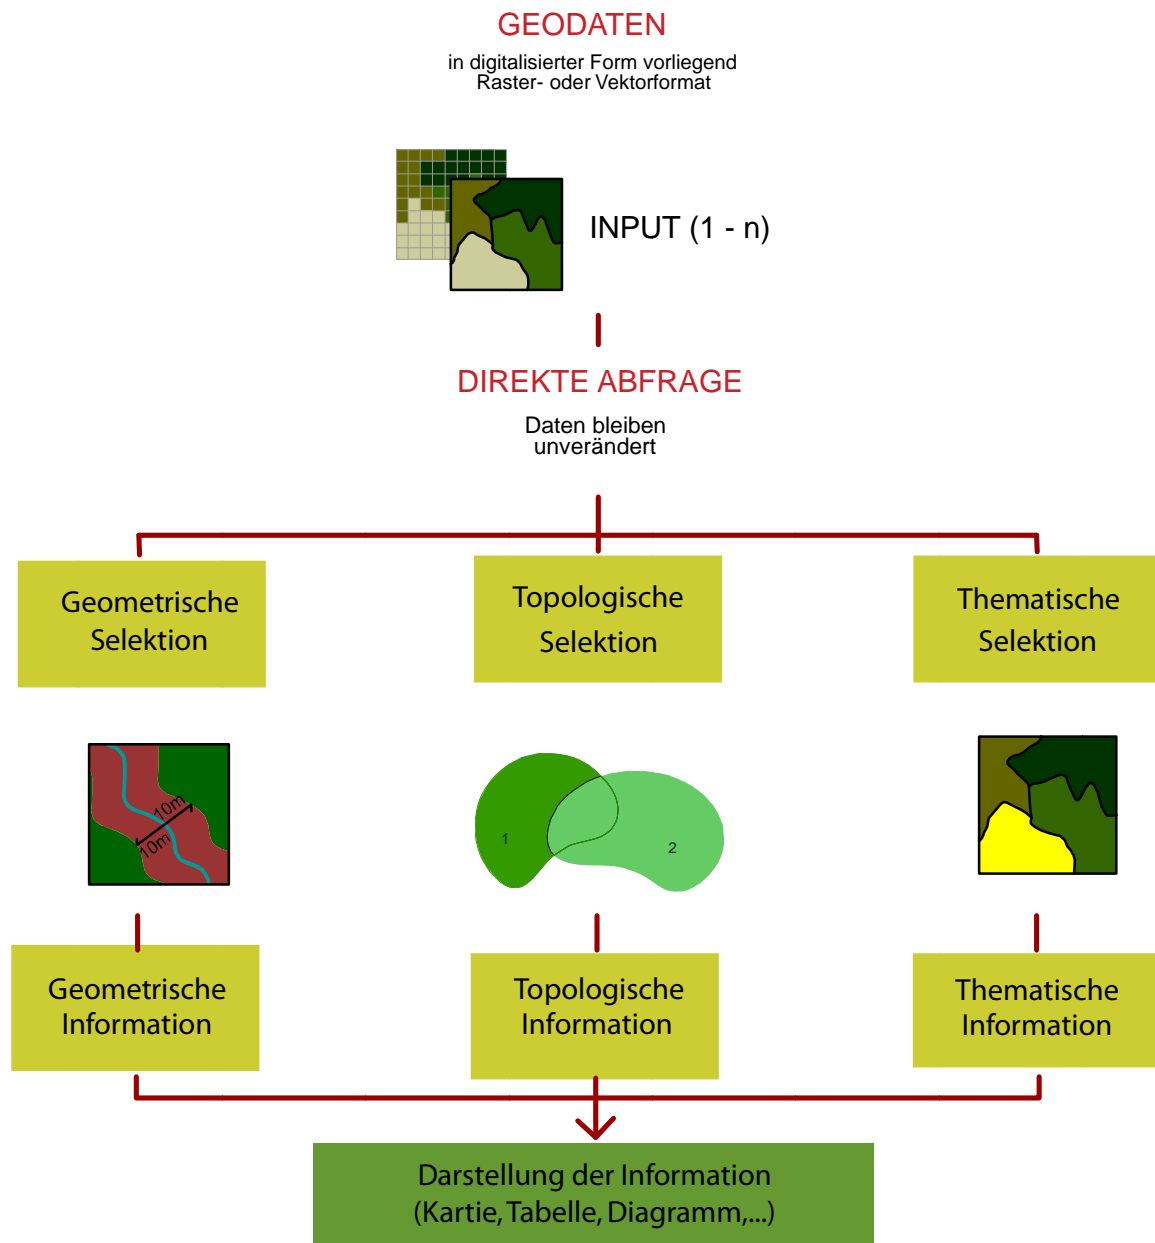 GEODATEN
in digitalisierter Form vorliegend
Raster- oder Vektorformat
INPUT (1 - n)
DIREKTE ABFRAGE
Daten bleiben
unverändert
Geometrische
Selektion
Topologische
Selektion
Thematische
Selektion
10m
10m
1
2
Geometrische
Information
Topologische
Information
Thematische
Information
Darstellung der Information
(Kartie, Tabelle, Diagramm,...)